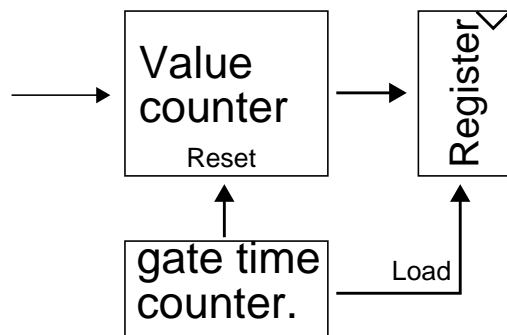 Value
counter
Reset
Register
gate time
counter.
Load